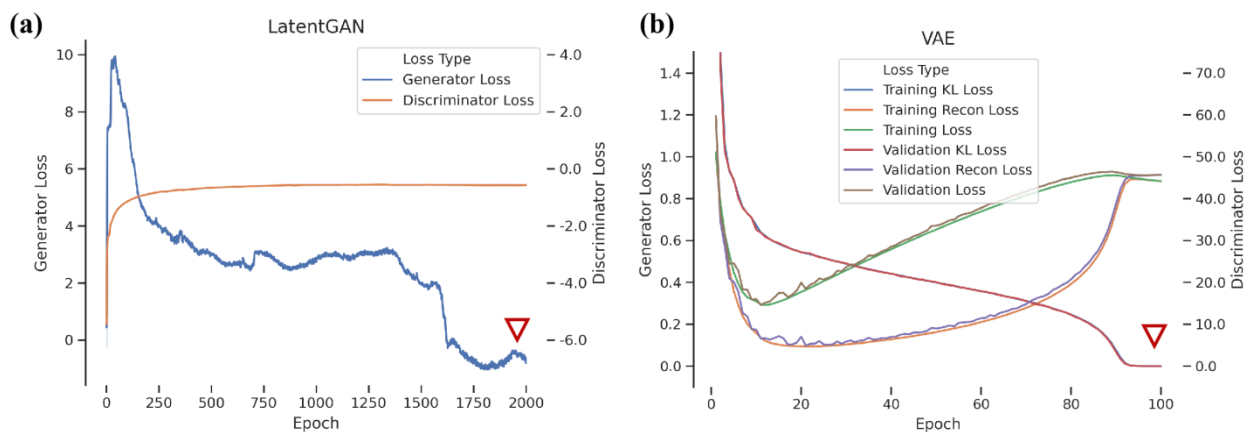 (a)
LatentGAN
Generator Loss
10
8
6
4
2
0
Loss Type
Generator Loss
Discriminator Loss
4.0
2.0
-0.0
-2.0
-4.0
-6.0
Discriminator Loss
0 250 500 750 1000 1250 1500 1750 2000
Epoch
(b)
VAE
Generator Loss
1.4
1.2
1.0
0.8
0.6
0.4
0.2
0.0
Loss Type
Training KL Loss
Training Recon Loss
Training Loss
Validation KL Loss
Validation Recon Loss
Validation Loss
70.0
60.0
50.0
40.0
30.0
20.0
10.0
0.0
Discriminator Loss
0 20 40 60 80 100
Epoch